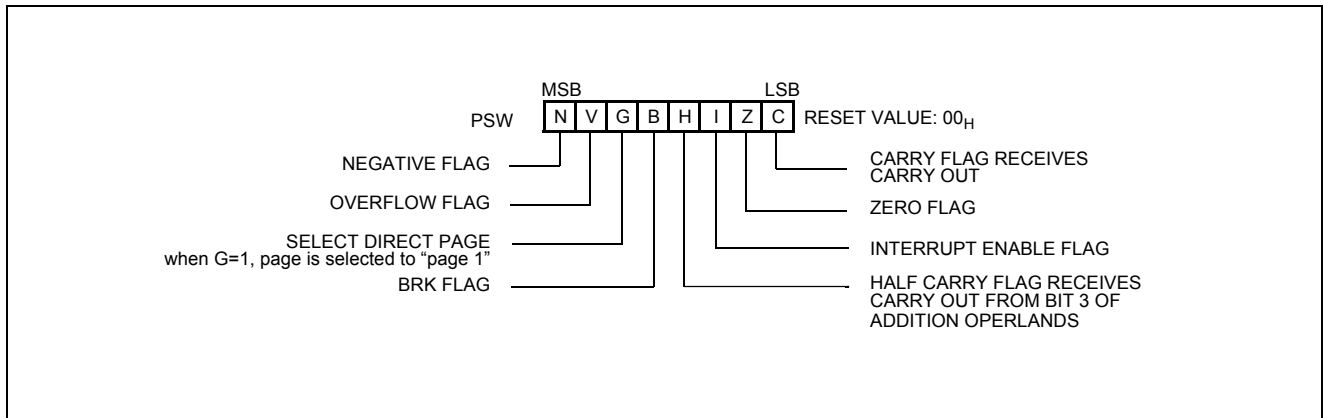 MSB LSB
PSW N V G B H I Z C RESET VALUE: 00H
NEGATIVE FLAG
OVERFLOW FLAG
SELECT DIRECT PAGE
when G=1, page is selected to “page 1”
BRK FLAG
CARRY FLAG RECEIVES
CARRY OUT
ZERO FLAG
INTERRUPT ENABLE FLAG
HALF CARRY FLAG RECEIVES
CARRY OUT FROM BIT 3 OF
ADDITION OPERLANDS